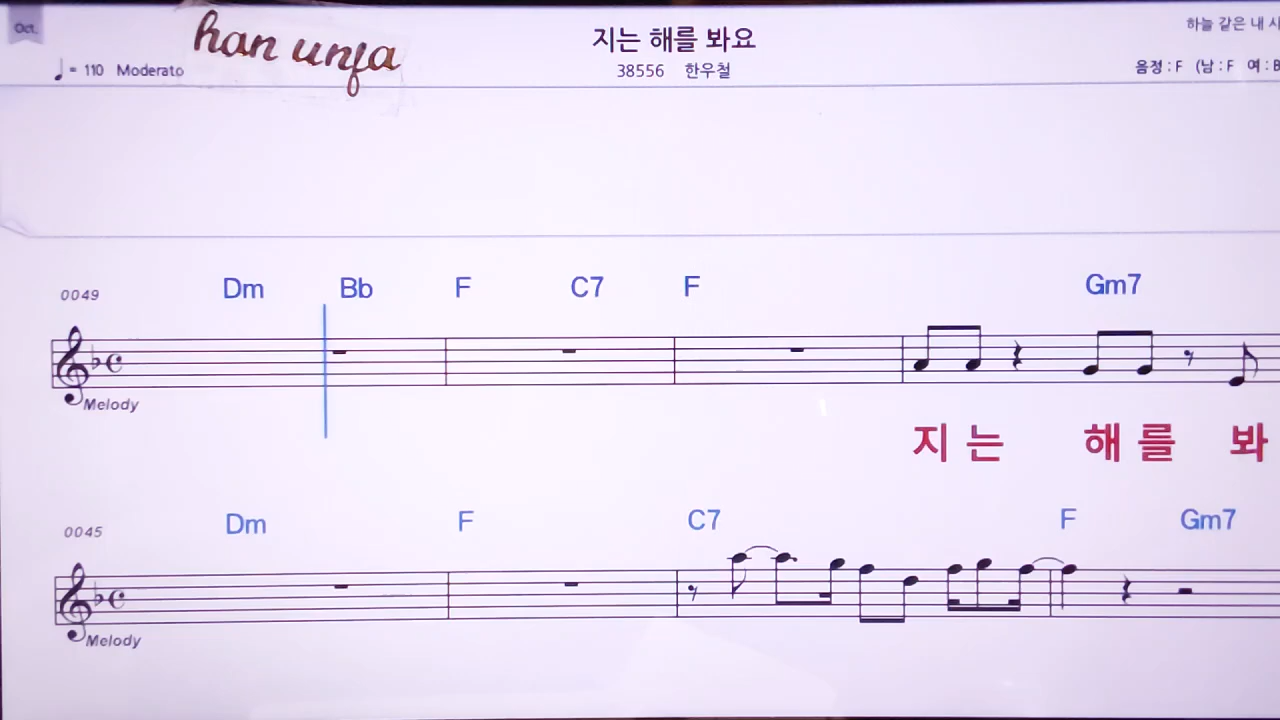 Oct.
han unfa
지는 해를 봐요
하늘 같은 내
♩= 110 Moderato
38556 한우철
음정 : F (남 : F 여 : B
Dm Bb F C7 F Gm7
0049
Melody
지 는 해 를 봐
Dm F C7 F Gm7
0045
Melody